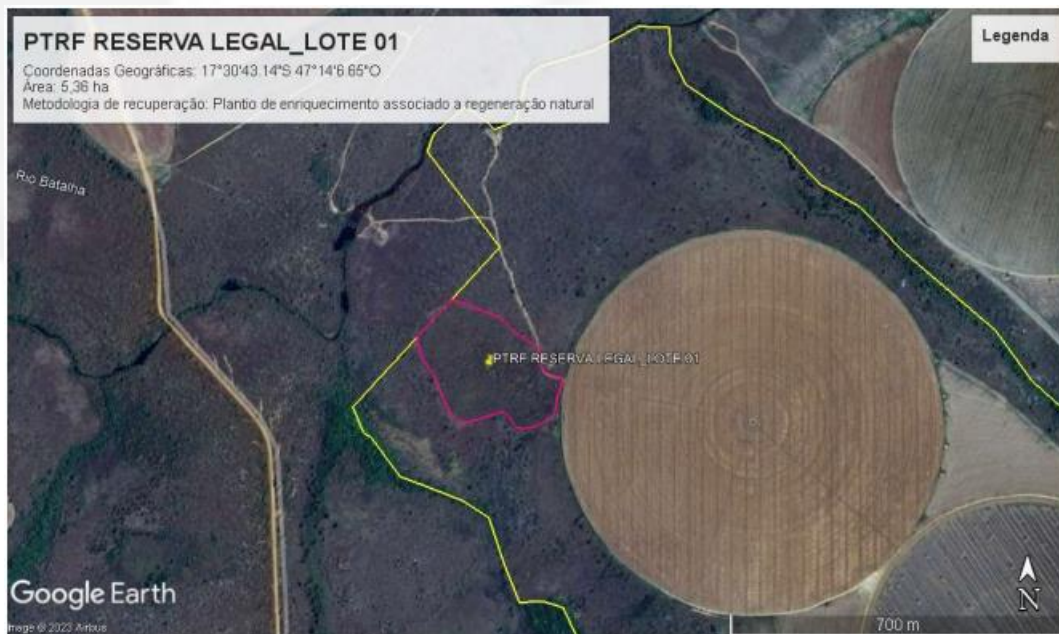 PTRF RESERVA LEGAL_LOTE 01
Coordenadas Geográficas: 17°30'43.14"S 47°14'6.65"O
Área: 5,36 ha
Metodologia de recuperação: Plantio de enriquecimento associado a regeneração natural
Legenda
Rio Batalha
PTRF RESERVA LEGAL_LOTE 01
Google Earth
Image © 2023 Airbus
N
700 m